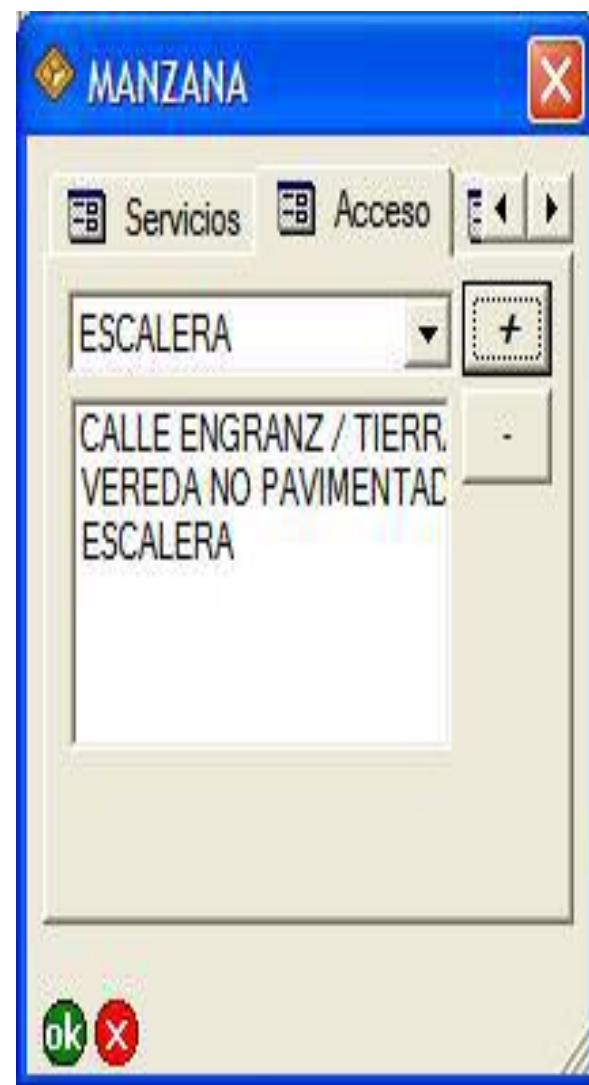 MANZANA
Servicios Acceso
ESCALERA +
CALLE ENGRANZ / TIERR -
VEREDA NO PAVIMENTAD
ESCALERA
ok x